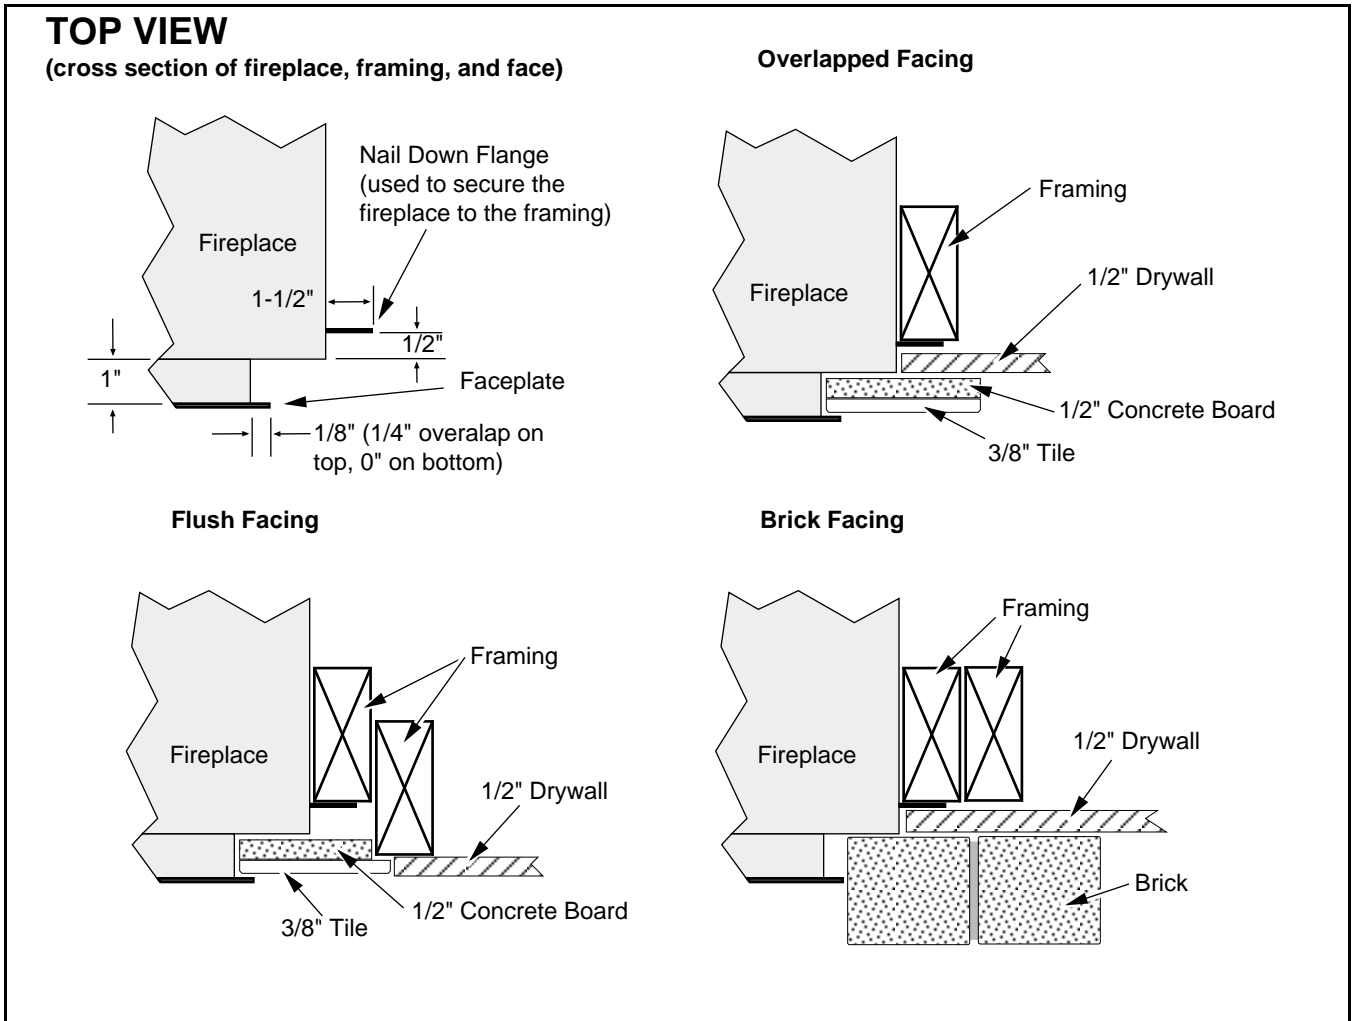 TOP VIEW
(cross section of fireplace, framing, and face)
Nail Down Flange
(used to secure the
fireplace to the framing)
Fireplace
1-1/2"
1/2"
1"
Faceplate
1/8" (1/4" overalap on
top, 0" on bottom)
Overlapped Facing
Framing
1/2" Drywall
Fireplace
1/2" Concrete Board
3/8" Tile
Flush Facing
Framing
Fireplace
1/2" Drywall
1/2" Concrete Board
3/8" Tile
Brick Facing
Framing
1/2" Drywall
Fireplace
Brick